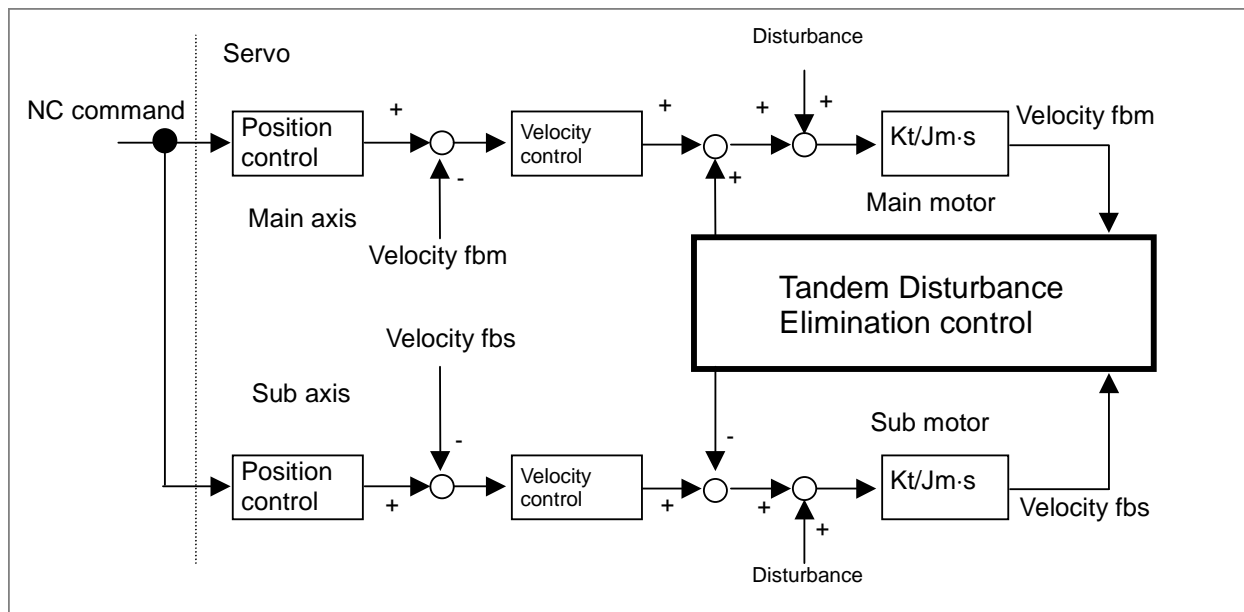 Disturbance
Servo
NC command
+
+
+
+
Velocity fbm
Position
control
Velocity
control
Kt/Jm·s
-
+
Main axis
Main motor
Velocity fbm
Tandem Disturbance
Elimination control
Velocity fbs
Sub axis
Sub motor
-
-
Position
control
Velocity
control
Kt/Jm·s
+
+
+
+
Velocity fbs
Disturbance